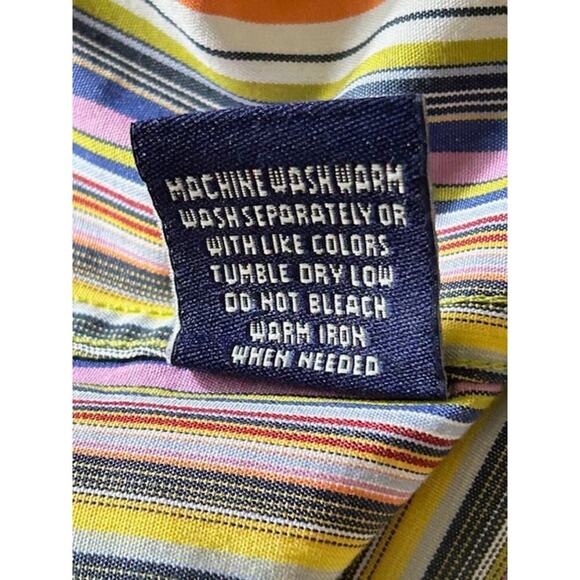 MACHINE WASH WARM
WASH SEPARATELY OR
WITH LIKE COLORS
TUMBLE DRY LOW
DO NOT BLEACH
WARM IRON
WHEN NEEDED